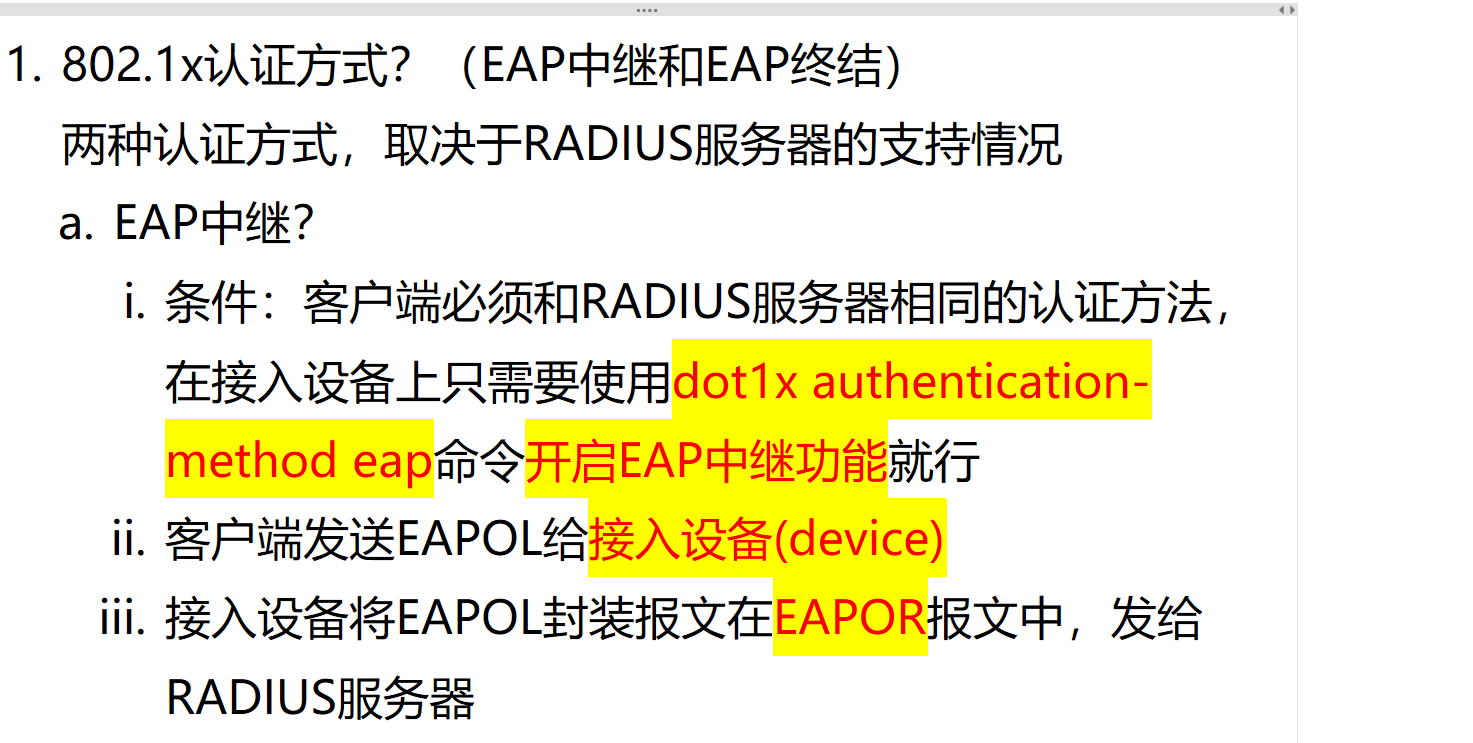 1. 802.1x认证方式？（EAP中继和EAP终结）
两种认证方式，取决于RADIUS服务器的支持情况
a. EAP中继？
i. 条件：客户端必须和RADIUS服务器相同的认证方法，
在接入设备上只需要使用dot1x authentication-
method eap命令开启EAP中继功能就行
ii. 客户端发送EAPOL给接入设备(device)
iii. 接入设备将EAPOL封装报文在EAPOR报文中，发给
RADIUS服务器